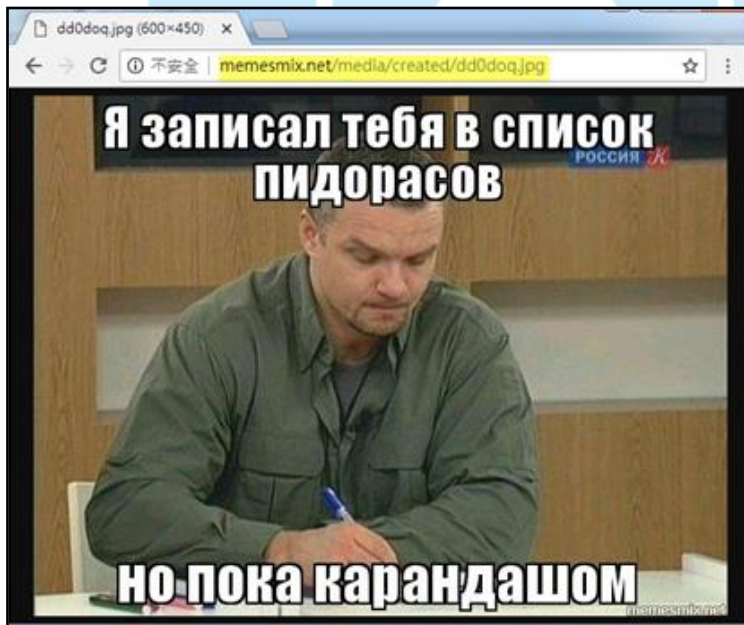 dd0doq.jpg (600×450)
不安全 | memesmix.net/media/created/dd0doq.jpg
Я записал тебя в список
РОССИЯ К
пидорасов
но пока карандашом
memesmix.net